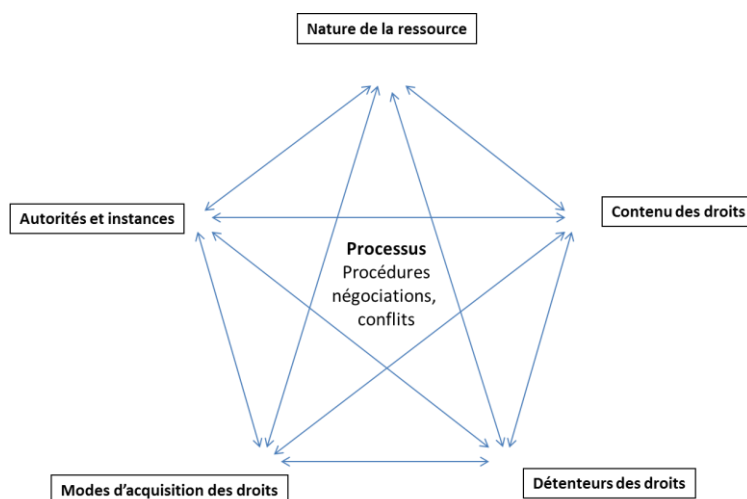 Nature de la ressource
Autorités et instances
Contenu des droits
Processus
Procédures
négociations,
conflits
Modes d'acquisition des droits
Détenteurs des droits